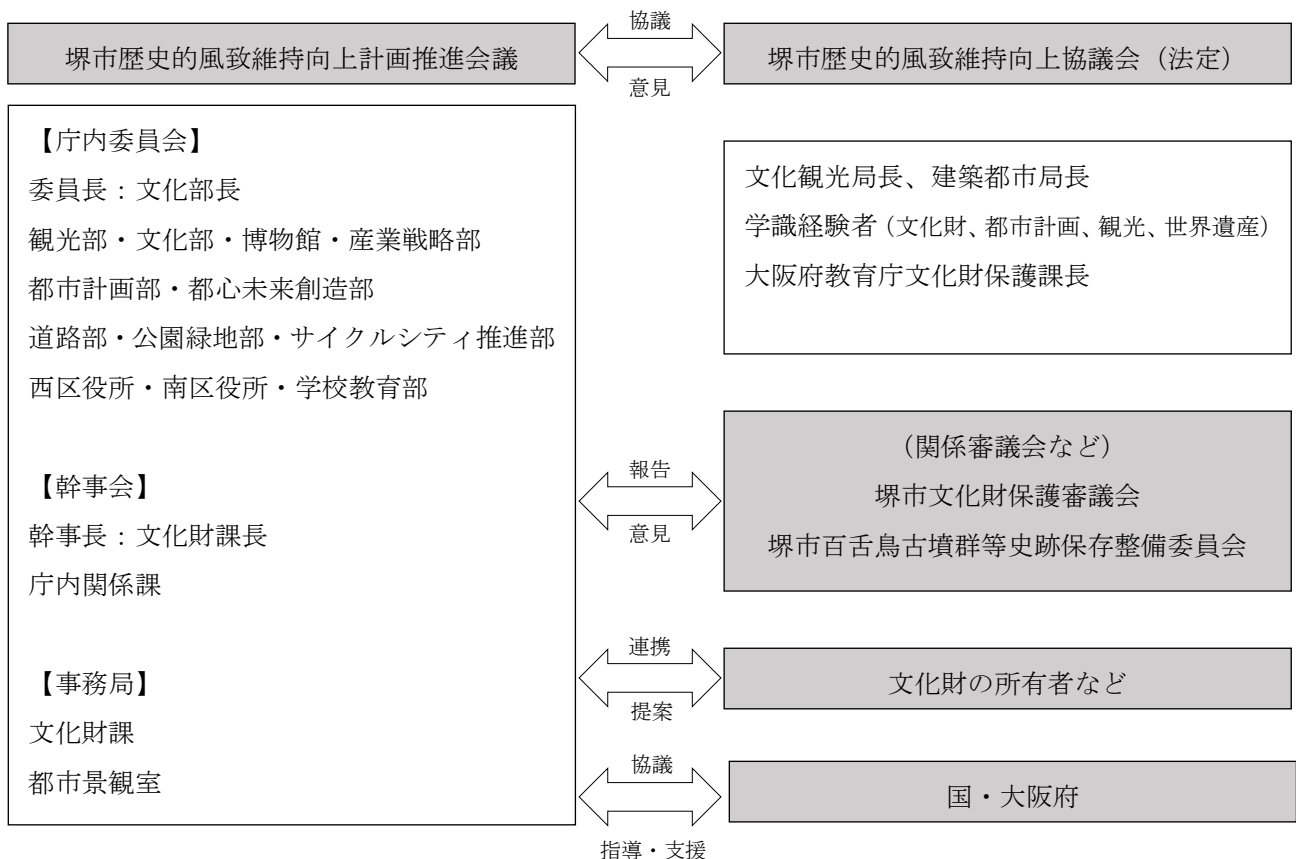 堺市歴史的風致維持向上計画推進会議
協議
意見
堺市歴史的風致維持向上協議会（法定）
【庁内委員会】
委員長：文化部長
観光部・文化部・博物館・産業戦略部
都市計画部・都心未来創造部
道路部・公園緑地部・サイクルシティ推進部
西区役所・南区役所・学校教育部
【幹事会】
幹事長：文化財課長
庁内関係課
【事務局】
文化財課
都市景観室
文化観光局長、建築都市局長
学識経験者（文化財、都市計画、観光、世界遺産）
大阪府教育庁文化財保護課長
報告
意見
（関係審議会など）
堺市文化財保護審議会
堺市百舌鳥古墳群等史跡保存整備委員会
連携
提案
文化財の所有者など
協議
指導・支援
国・大阪府